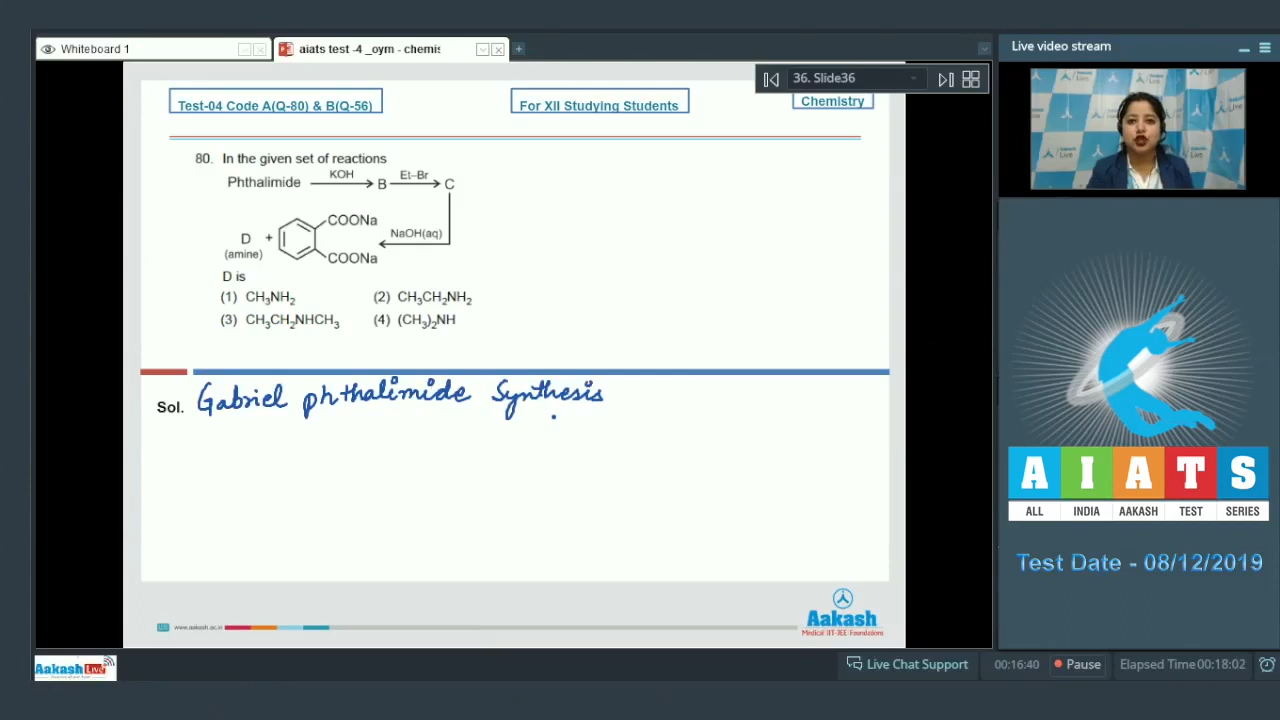 Whiteboard 1
aiats test -4 _oym - chemis
Live video stream
36. Slide36
Test-04 Code A(Q-80) & B(Q-56)
For XII Studying Students
Chemistry
80. In the given set of reactions
Phthalimide KOH B Et–Br C
COONa
D + NaOH(aq)
(amine)
COONa
D is
(1) CH₃NH₂ (2) CH₃CH₂NH₂
(3) CH₃CH₂NHCH₃ (4) (CH₃)₂NH
Sol. Gabriel phthalimide Synthesis
www.aakash.ac.in
Aakash
Medical|IIT-JEE|Foundations
A I A T S
ALL INDIA AAKASH TEST SERIES
Test Date - 08/12/2019
Aakash Live
Live Chat Support
00:16:40
Pause
Elapsed Time 00:18:02